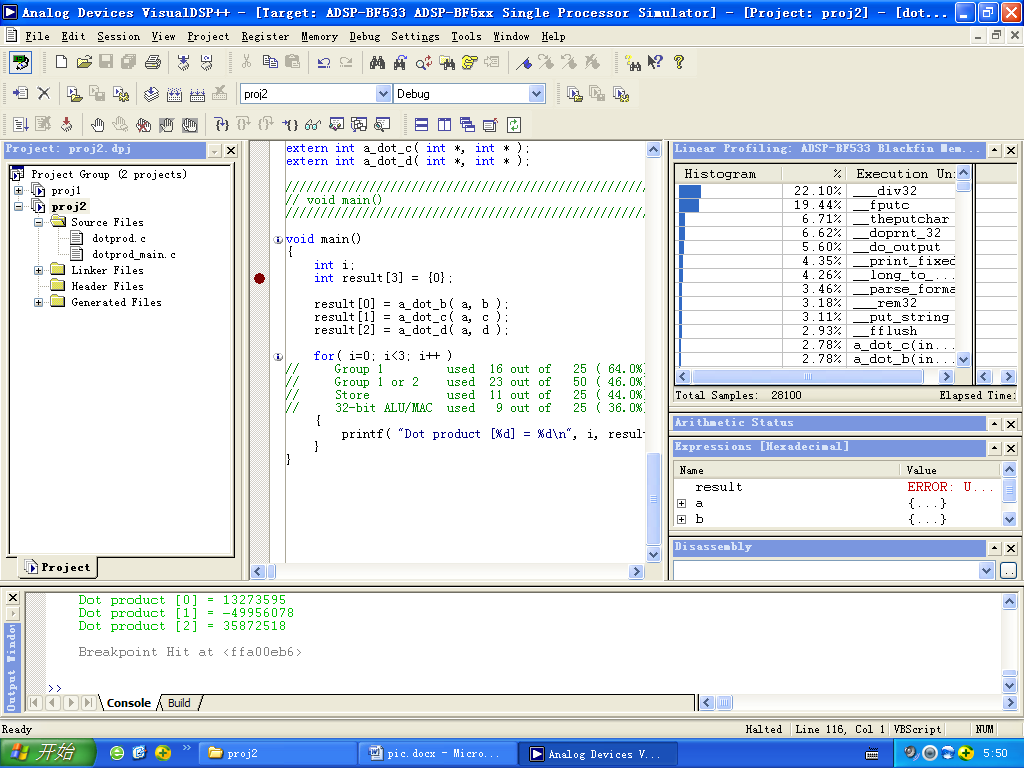 Analog Devices VisualDSP++ - [Target: ADSP-BF533 ADSP-BF5xx Single Processor Simulator] - [Project: proj2] - [dot...
File Edit Session View Project Register Memory Debug Settings Tools Window Help
proj2 Debug
Project: proj2.dpj
Project Group (2 projects)
proj1
proj2
Source Files
dotprod.c
dotprod_main.c
Linker Files
Header Files
Generated Files
Project
extern int a_dot_c( int *, int * );
extern int a_dot_d( int *, int * );
// void main()
void main()
{
int i;
int result[3] = {0};
result[0] = a_dot_b( a, b );
result[1] = a_dot_c( a, c );
result[2] = a_dot_d( a, d );
for( i=0; i<3; i++ )
// Group 1 used 16 out of 25 ( 64.0%
// Group 1 or 2 used 23 out of 50 ( 46.0%
// Store used 11 out of 25 ( 44.0%
// 32-bit ALU/MAC used 9 out of 25 ( 36.0%
{
printf( "Dot product [%d] = %d\n", i, resul
}
}
Linear Profiling: ADSP-BF533 Blackfin Mem...
Histogram % Execution Uni
22.10% ___div32
19.44% __fputc
6.71% __theputchar
6.62% __doprnt_32
5.60% __do_output
4.35% __print_fixed
4.26% __long_to_...
3.46% __parse_forma
3.18% ___rem32
3.11% __put_string
2.93% __fflush
2.78% a_dot_c(in...
2.78% a_dot_b(in...
Total Samples: 28100 Elapsed Time:
Arithmetic Status
Expressions [Hexadecimal]
Name Value
result ERROR: U...
a {...}
b {...}
Disassembly
Output Windo
Dot product [0] = 13273595
Dot product [1] = -49956078
Dot product [2] = 35872518
Breakpoint Hit at <ffa00eb6>
>>
Console Build
Ready Halted Line 116, Col 1 VBScript NUM
开始 proj2 pic.docx - Micro... Analog Devices V... 5:50